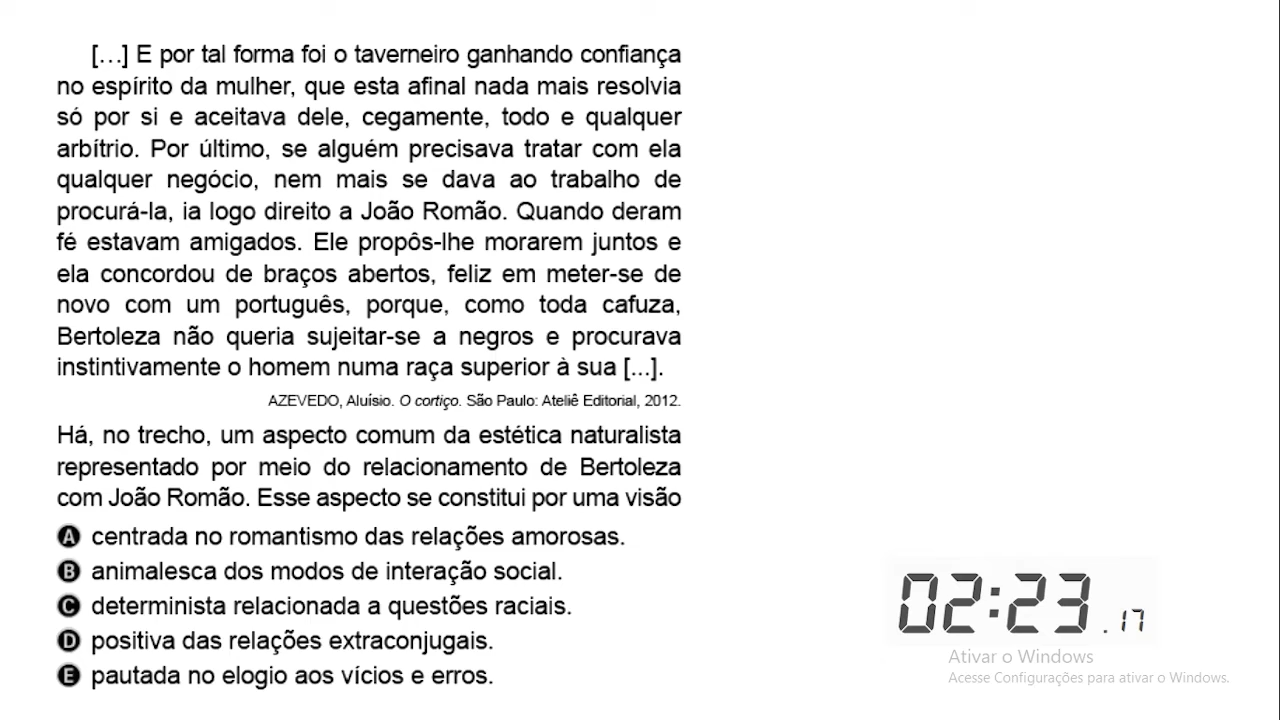 […] E por tal forma foi o taverneiro ganhando confiança
no espírito da mulher, que esta afinal nada mais resolvia
só por si e aceitava dele, cegamente, todo e qualquer
arbítrio. Por último, se alguém precisava tratar com ela
qualquer negócio, nem mais se dava ao trabalho de
procurá-la, ia logo direito a João Romão. Quando deram
fé estavam amigados. Ele propôs-lhe morarem juntos e
ela concordou de braços abertos, feliz em meter-se de
novo com um português, porque, como toda cafuza,
Bertoleza não queria sujeitar-se a negros e procurava
instintivamente o homem numa raça superior à sua [...].
AZEVEDO, Aluísio. O cortiço. São Paulo: Ateliê Editorial, 2012.
Há, no trecho, um aspecto comum da estética naturalista
representado por meio do relacionamento de Bertoleza
com João Romão. Esse aspecto se constitui por uma visão
A centrada no romantismo das relações amorosas.
B animalesca dos modos de interação social.
C determinista relacionada a questões raciais.
D positiva das relações extraconjugais.
E pautada no elogio aos vícios e erros.
02:23.17
Ativar o Windows
Acesse Configurações para ativar o Windows.